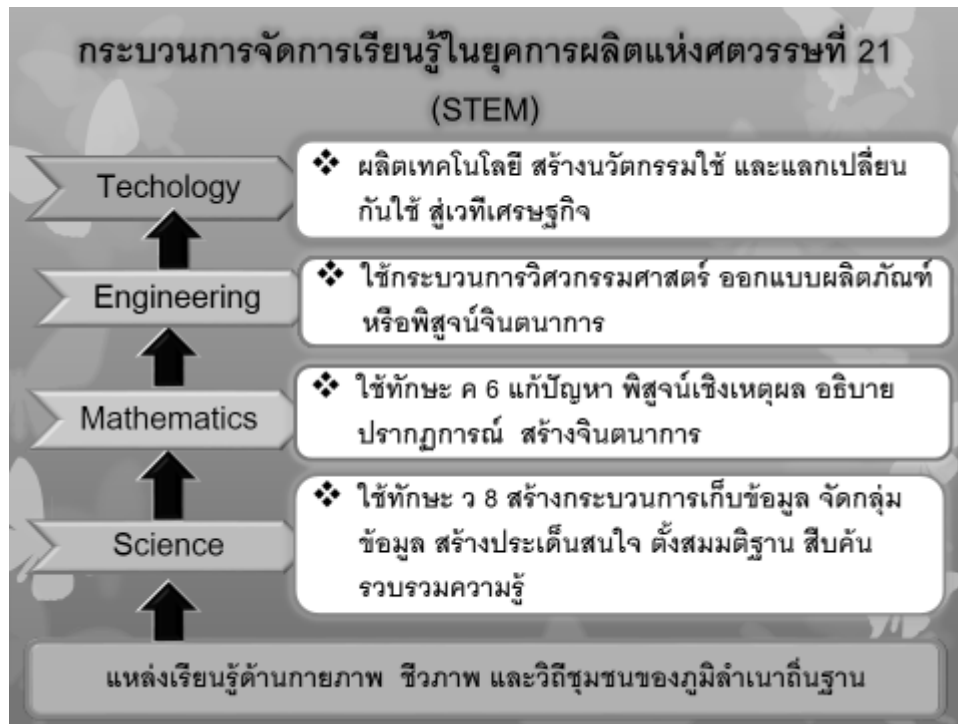 กระบวนการจัดการเรียนรู้ในยุคการผลิตแห่งศตวรรษที่ 21
(STEM)
Techology
❖ ผลิตเทคโนโลยี สร้างนวัตกรรมใช้ และแลกเปลี่ยน
กันใช้ สู่เวทีเศรษฐกิจ
Engineering
❖ ใช้กระบวนการวิศวกรรมศาสตร์ ออกแบบผลิตภัณฑ์
หรือพิสูจน์จินตนาการ
Mathematics
❖ ใช้ทักษะ ค 6 แก้ปัญหา พิสูจน์เชิงเหตุผล อธิบาย
ปรากฏการณ์ สร้างจินตนาการ
Science
❖ ใช้ทักษะ ว 8 สร้างกระบวนการเก็บข้อมูล จัดกลุ่ม
ข้อมูล สร้างประเด็นสนใจ ตั้งสมมติฐาน สืบค้น
รวบรวมความรู้
แหล่งเรียนรู้ด้านกายภาพ ชีวภาพ และวิถีชุมชนของภูมิลำเนาถิ่นฐาน